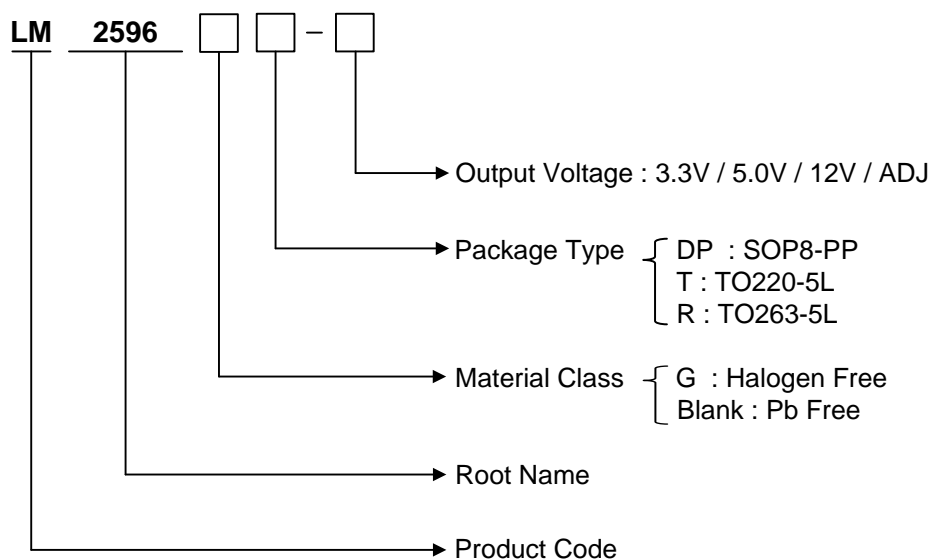 LM 2596 –
Output Voltage : 3.3V / 5.0V / 12V / ADJ
Package Type
DP : SOP8-PP
T : TO220-5L
R : TO263-5L
Material Class
G : Halogen Free
Blank : Pb Free
Root Name
Product Code